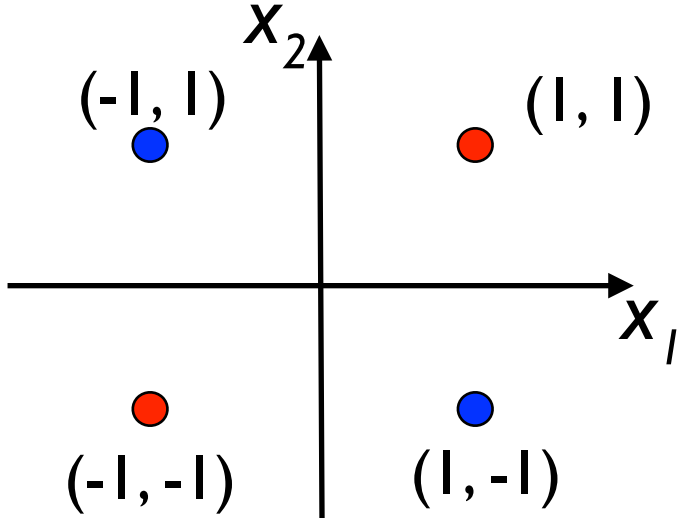 x2
(-1, 1)
(1, 1)
x1
(-1, -1)
(1, -1)